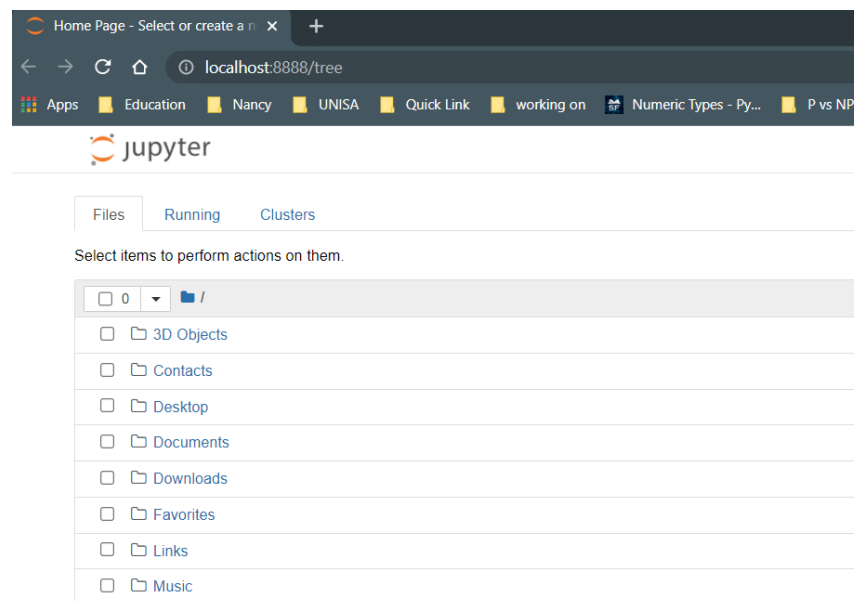 Home Page - Select or create a n
localhost:8888/tree
Apps Education Nancy UNISA Quick Link working on Numeric Types - Py... P vs NP
jupyter
Files Running Clusters
Select items to perform actions on them.
0 /
3D Objects
Contacts
Desktop
Documents
Downloads
Favorites
Links
Music